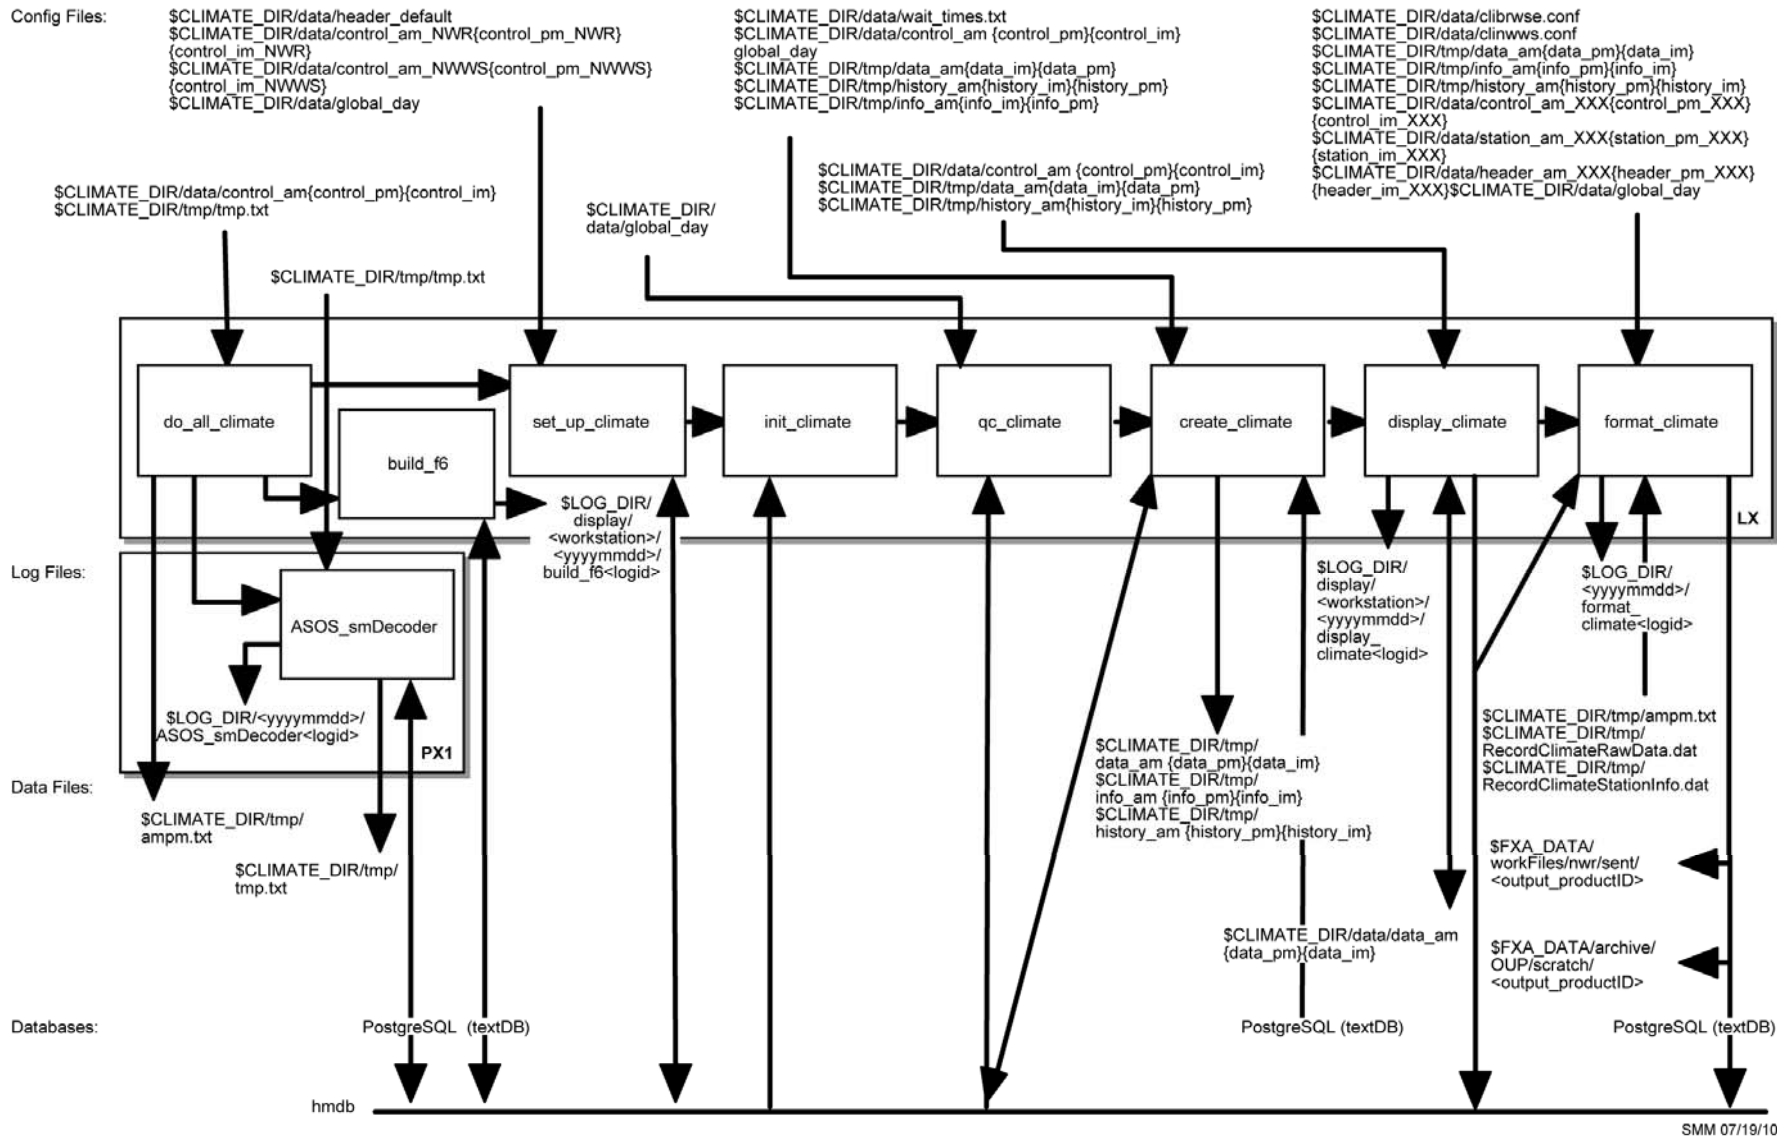 Config Files:
$CLIMATE_DIR/data/header_default
$CLIMATE_DIR/data/control_am_NWR{control_pm_NWR}
{control_im_NWR}
$CLIMATE_DIR/data/control_am_NWWS{control_pm_NWWS}
{control_im_NWWS}
$CLIMATE_DIR/data/global_day
$CLIMATE_DIR/data/wait_times.txt
$CLIMATE_DIR/data/control_am {control_pm}{control_im}
global_day
$CLIMATE_DIR/tmp/data_am{data_im}{data_pm}
$CLIMATE_DIR/tmp/history_am{history_im}{history_pm}
$CLIMATE_DIR/tmp/info_am{info_im}{info_pm}
$CLIMATE_DIR/data/clibrwse.conf
$CLIMATE_DIR/data/clinwws.conf
$CLIMATE_DIR/tmp/data_am{data_pm}{data_im}
$CLIMATE_DIR/tmp/info_am{info_pm}{info_im}
$CLIMATE_DIR/tmp/history_am{history_pm}{history_im}
$CLIMATE_DIR/data/control_am_XXX{control_pm_XXX}
{control_im_XXX}
$CLIMATE_DIR/data/station_am_XXX{station_pm_XXX}
{station_im_XXX}
$CLIMATE_DIR/data/header_am_XXX{header_pm_XXX}
{header_im_XXX}$CLIMATE_DIR/data/global_day
$CLIMATE_DIR/data/control_am{control_pm}{control_im}
$CLIMATE_DIR/tmp/tmp.txt
$CLIMATE_DIR/
data/global_day
$CLIMATE_DIR/data/control_am {control_pm}{control_im}
$CLIMATE_DIR/tmp/data_am{data_im}{data_pm}
$CLIMATE_DIR/tmp/history_am{history_im}{history_pm}
$CLIMATE_DIR/tmp/tmp.txt
do_all_climate
build_f6
set_up_climate
init_climate
qc_climate
create_climate
display_climate
format_climate
LX
$LOG_DIR/
display/
<workstation>/
<yyyymmdd>/
build_f6<logid>
Log Files:
ASOS_smDecoder
$LOG_DIR/<yyyymmdd>/
ASOS_smDecoder<logid>
PX1
$LOG_DIR/
display/
<workstation>/
<yyyymmdd>/
display_
climate<logid>
$LOG_DIR/
<yyyymmdd>/
format_
climate<logid>
Data Files:
$CLIMATE_DIR/tmp/
ampm.txt
$CLIMATE_DIR/tmp/
tmp.txt
$CLIMATE_DIR/tmp/
data_am {data_pm}{data_im}
$CLIMATE_DIR/tmp/
info_am {info_pm}{info_im}
$CLIMATE_DIR/tmp/
history_am {history_pm}{history_im}
$CLIMATE_DIR/tmp/ampm.txt
$CLIMATE_DIR/tmp/
RecordClimateRawData.dat
$CLIMATE_DIR/tmp/
RecordClimateStationInfo.dat
$FXA_DATA/
workFiles/nwr/sent/
<output_productID>
$CLIMATE_DIR/data/data_am
{data_pm}{data_im}
$FXA_DATA/archive/
OUP/scratch/
<output_productID>
Databases:
PostgreSQL (textDB)
PostgreSQL (textDB)
PostgreSQL (textDB)
hmdb
SMM 07/19/10